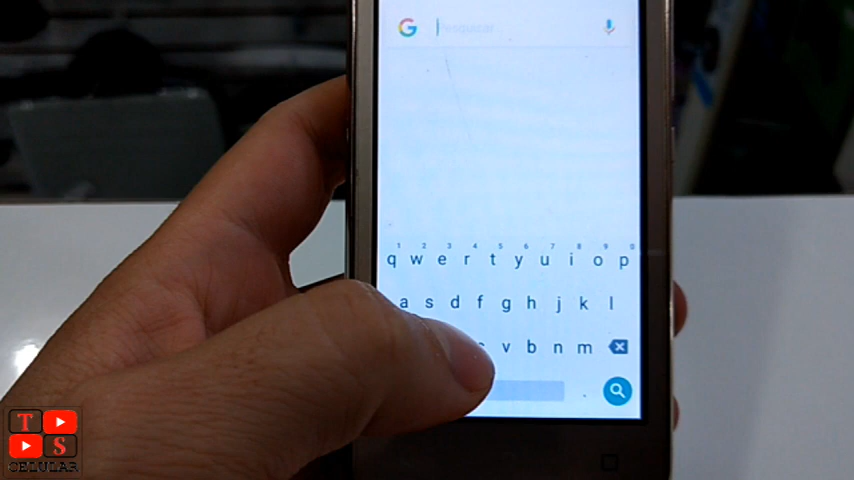 G Pesquisar
1 2 3 4 5 6 7 8 9 0
q w e r t y u i o p
a s d f g h j k l
c v b n m
.
T
S
CELULAR